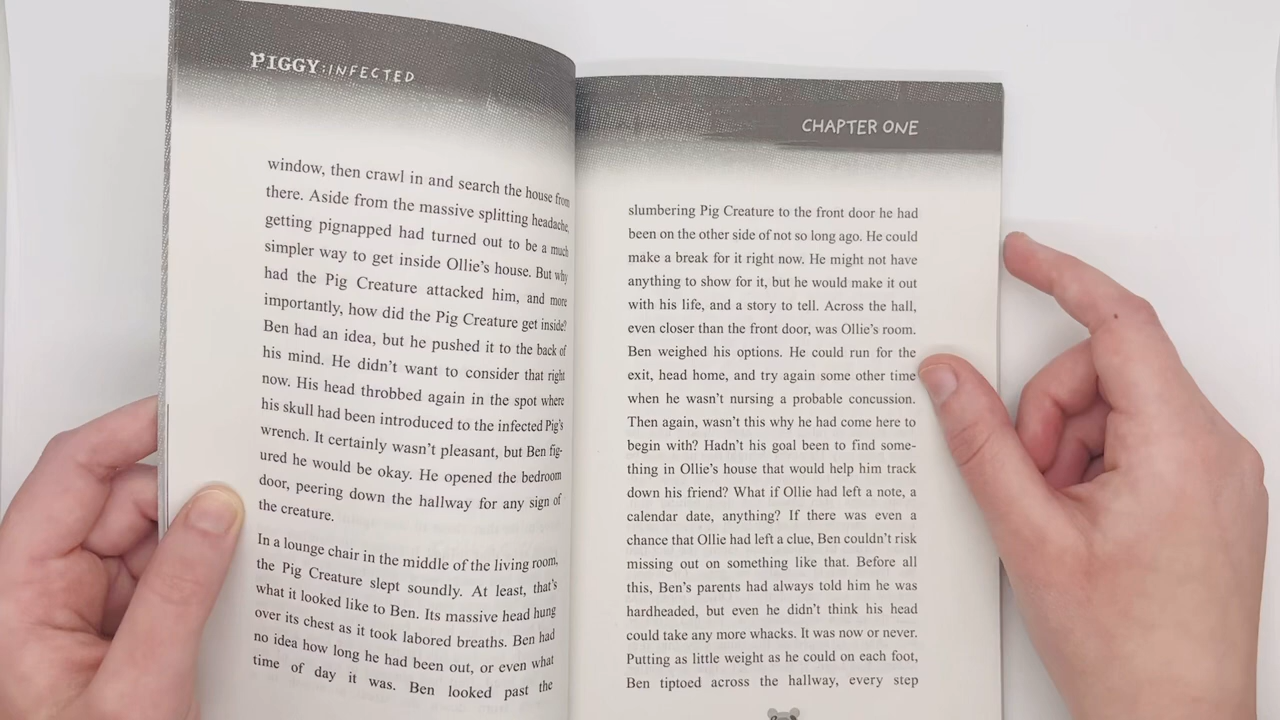 PIGGY:INFECTED
window, then crawl in and search the house from
there. Aside from the massive splitting headache,
getting pignapped had turned out to be a much
simpler way to get inside Ollie's house. But why
had the Pig Creature attacked him, and more
importantly, how did the Pig Creature get inside?
Ben had an idea, but he pushed it to the back of
his mind. He didn't want to consider that right
now. His head throbbed again in the spot where
his skull had been introduced to the infected Pig's
wrench. It certainly wasn't pleasant, but Ben fig-
ured he would be okay. He opened the bedroom
door, peering down the hallway for any sign of
the creature.
In a lounge chair in the middle of the living room,
the Pig Creature slept soundly. At least, that's
what it looked like to Ben. Its massive head hung
over its chest as it took labored breaths. Ben had
no idea how long he had been out, or even what
time of day it was. Ben looked past the
CHAPTER ONE
slumbering Pig Creature to the front door he had
been on the other side of not so long ago. He could
make a break for it right now. He might not have
anything to show for it, but he would make it out
with his life, and a story to tell. Across the hall,
even closer than the front door, was Ollie's room.
Ben weighed his options. He could run for the
exit, head home, and try again some other time
when he wasn't nursing a probable concussion.
Then again, wasn't this why he had come here to
begin with? Hadn't his goal been to find some-
thing in Ollie's house that would help him track
down his friend? What if Ollie had left a note, a
calendar date, anything? If there was even a
chance that Ollie had left a clue, Ben couldn't risk
missing out on something like that. Before all
this, Ben's parents had always told him he was
hardheaded, but even he didn't think his head
could take any more whacks. It was now or never.
Putting as little weight as he could on each foot,
Ben tiptoed across the hallway, every step